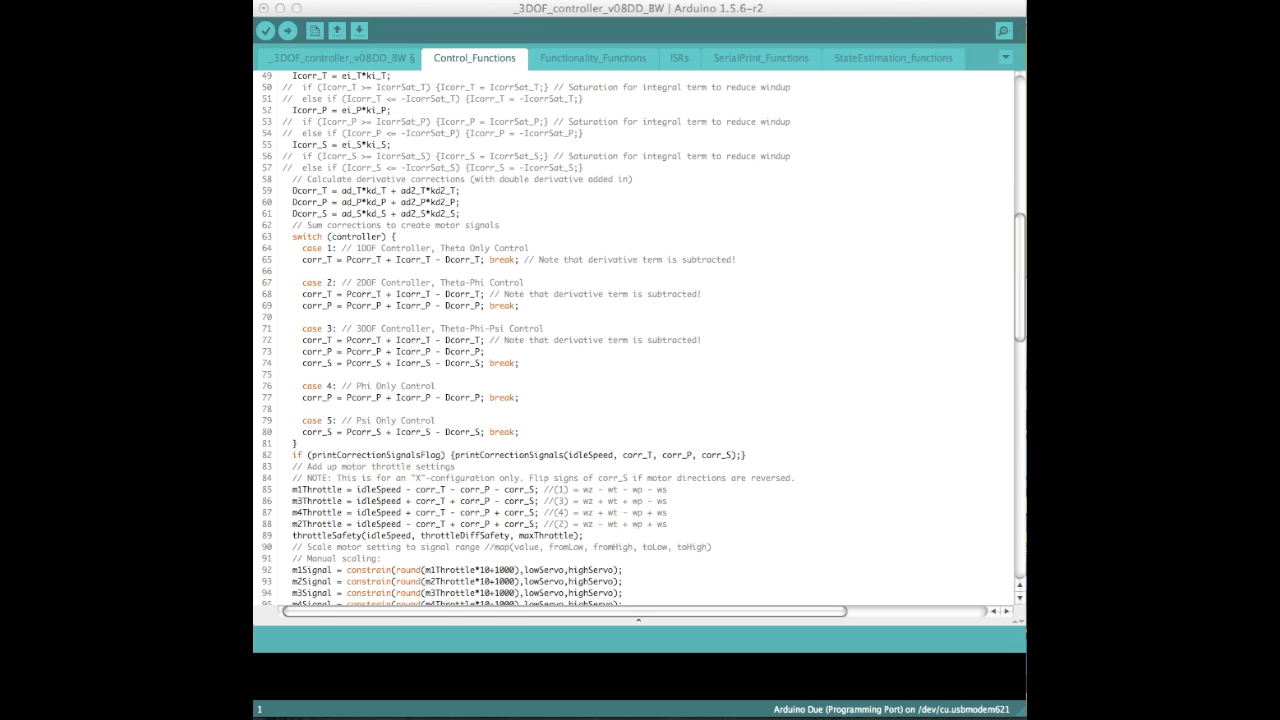 _3DOF_controller_v08DD_BW | Arduino 1.5.6-r2
_3DOF_controller_v08DD_BW § Control_Functions Functionality_Functions ISRs SerialPrint_Functions StateEstimation_functions
49 Icorr_T = ei_T*ki_T;
50 // if (Icorr_T >= IcorrSat_T) {Icorr_T = IcorrSat_T;} // Saturation for integral term to reduce windup
51 // else if (Icorr_T <= -IcorrSat_T) {Icorr_T = -IcorrSat_T;}
52 Icorr_P = ei_P*ki_P;
53 // if (Icorr_P >= IcorrSat_P) {Icorr_P = IcorrSat_P;} // Saturation for integral term to reduce windup
54 // else if (Icorr_P <= -IcorrSat_P) {Icorr_P = -IcorrSat_P;}
55 Icorr_S = ei_S*ki_S;
56 // if (Icorr_S >= IcorrSat_S) {Icorr_S = IcorrSat_S;} // Saturation for integral term to reduce windup
57 // else if (Icorr_S <= -IcorrSat_S) {Icorr_S = -IcorrSat_S;}
58 // Calculate derivative corrections (with double derivative added in)
59 Dcorr_T = ad_T*kd_T + ad2_T*kd2_T;
60 Dcorr_P = ad_P*kd_P + ad2_P*kd2_P;
61 Dcorr_S = ad_S*kd_S + ad2_S*kd2_S;
62 // Sum corrections to create motor signals
63 switch (controller) {
64 case 1: // 1DOF Controller, Theta Only Control
65 corr_T = Pcorr_T + Icorr_T - Dcorr_T; break; // Note that derivative term is subtracted!
66
67 case 2: // 2DOF Controller, Theta-Phi Control
68 corr_T = Pcorr_T + Icorr_T - Dcorr_T; // Note that derivative term is subtracted!
69 corr_P = Pcorr_P + Icorr_P - Dcorr_P; break;
70
71 case 3: // 3DOF Controller, Theta-Phi-Psi Control
72 corr_T = Pcorr_T + Icorr_T - Dcorr_T; // Note that derivative term is subtracted!
73 corr_P = Pcorr_P + Icorr_P - Dcorr_P;
74 corr_S = Pcorr_S + Icorr_S - Dcorr_S; break;
75
76 case 4: // Phi Only Control
77 corr_P = Pcorr_P + Icorr_P - Dcorr_P; break;
78
79 case 5: // Psi Only Control
80 corr_S = Pcorr_S + Icorr_S - Dcorr_S; break;
81 }
82 if (printCorrectionSignalsFlag) {printCorrectionSignals(idleSpeed, corr_T, corr_P, corr_S);}
83 // Add up motor throttle settings
84 // NOTE: This is for an "X"-configuration only. Flip signs of corr_S if motor directions are reversed.
85 m1Throttle = idleSpeed - corr_T - corr_P - corr_S; //(1) = wz - wt - wp - ws
86 m3Throttle = idleSpeed + corr_T + corr_P - corr_S; //(3) = wz + wt + wp - ws
87 m4Throttle = idleSpeed + corr_T - corr_P + corr_S; //(4) = wz + wt - wp + ws
88 m2Throttle = idleSpeed - corr_T + corr_P + corr_S; //(2) = wz - wt + wp + ws
89 throttleSafety(idleSpeed, throttleDiffSafety, maxThrottle);
90 // Scale motor setting to signal range //map(value, fromLow, fromHigh, toLow, toHigh)
91 // Manual scaling:
92 m1Signal = constrain(round(m1Throttle*10+1000),lowServo,highServo);
93 m2Signal = constrain(round(m2Throttle*10+1000),lowServo,highServo);
94 m3Signal = constrain(round(m3Throttle*10+1000),lowServo,highServo);
95 m4Signal = constrain(round(m4Throttle*10+1000),lowServo,highServo);
1 Arduino Due (Programming Port) on /dev/cu.usbmodem621